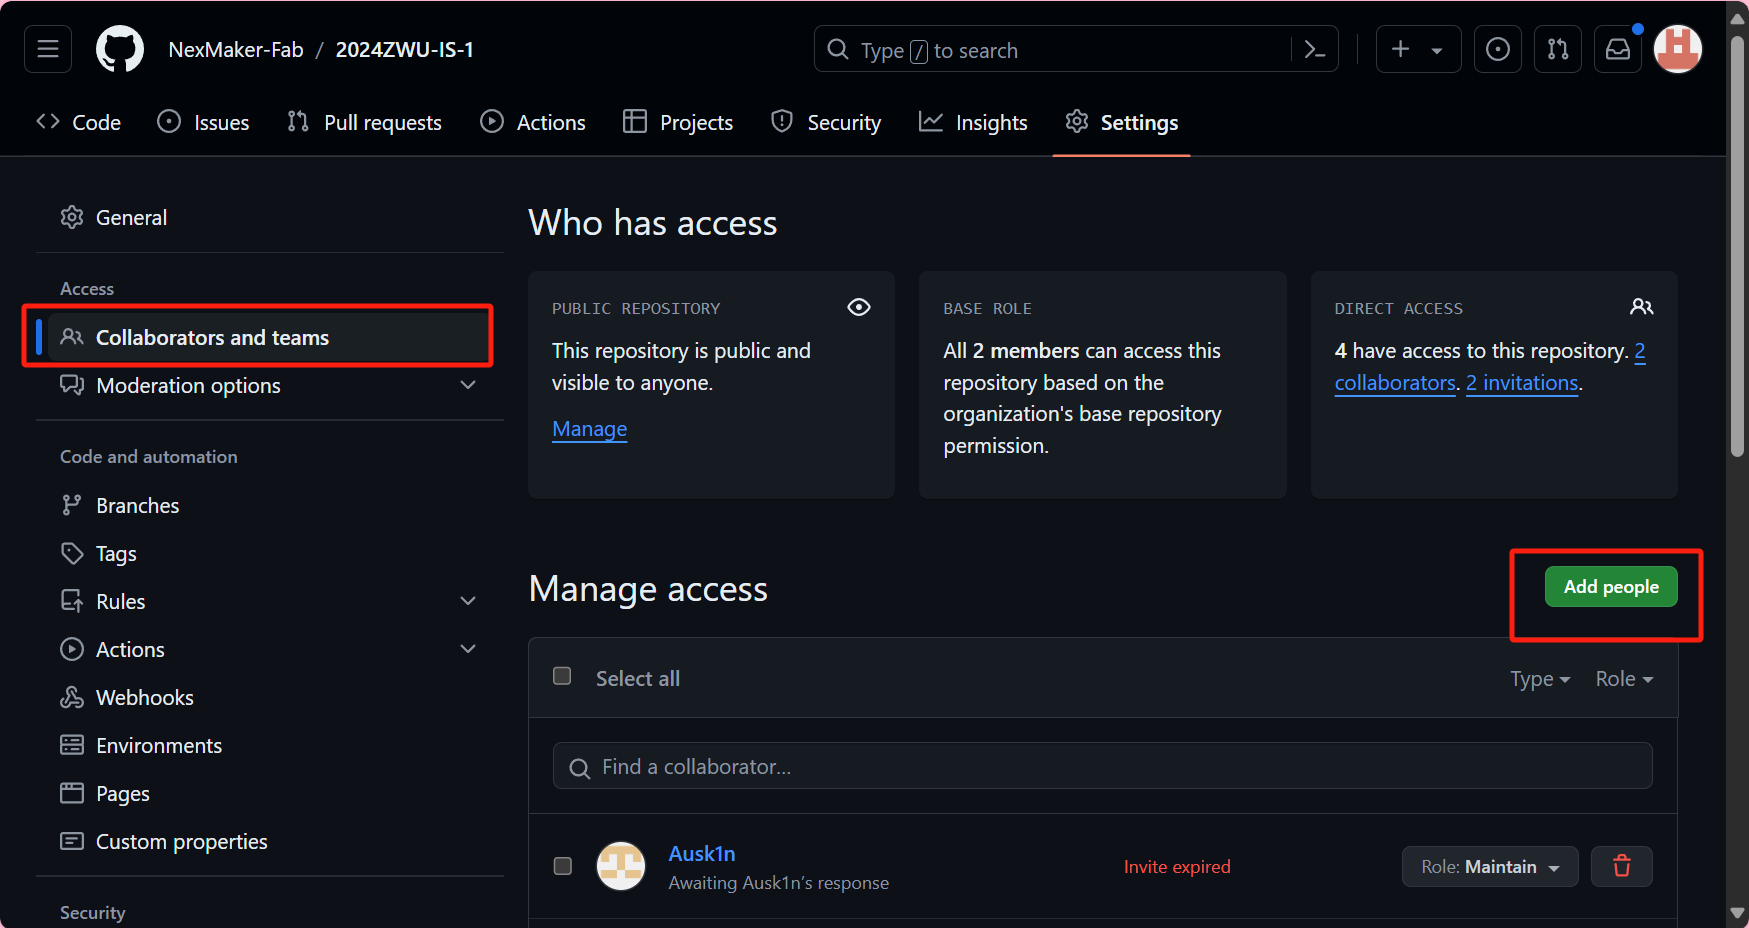 NexMaker-Fab / 2024ZWU-IS-1
Type / to search
Code
Issues
Pull requests
Actions
Projects
Security
Insights
Settings
General
Access
Collaborators and teams
Moderation options
Code and automation
Branches
Tags
Rules
Actions
Webhooks
Environments
Pages
Custom properties
Security
Who has access
PUBLIC REPOSITORY
This repository is public and
visible to anyone.
Manage
BASE ROLE
All 2 members can access this
repository based on the
organization's base repository
permission.
DIRECT ACCESS
4 have access to this repository. 2
collaborators. 2 invitations.
Manage access
Add people
Select all
Type
Role
Find a collaborator...
Ausk1n
Awaiting Ausk1n's response
Invite expired
Role: Maintain